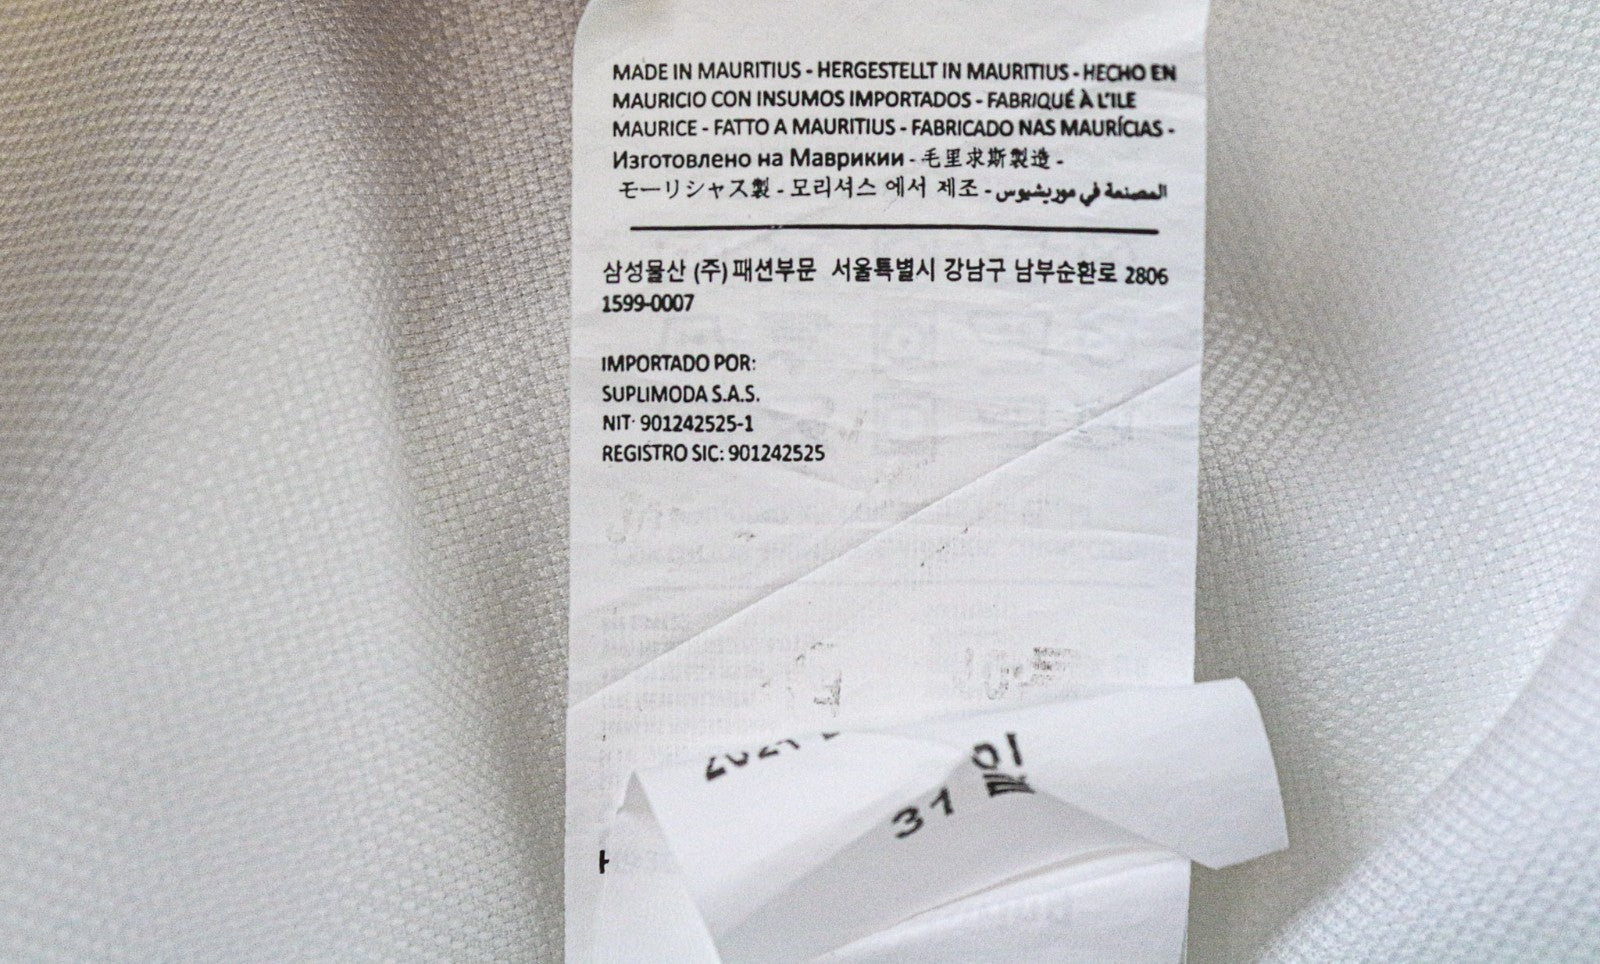 MADE IN MAURITIUS - HERGESTELLT IN MAURITIUS - HECHO EN
MAURICIO CON INSUMOS IMPORTADOS - FABRIQUÉ À L'ILE
MAURICE - FATTO A MAURITIUS - FABRICADO NAS MAURÍCIAS -
Изготовлено на Маврикии - 毛里求斯製造 -
モーリシャス製 - 모리셔스 에서 제조 - المصنعة في موريشيوس
삼성물산 (주) 패션부문 서울특별시 강남구 남부순환로 2806
1599-0007
IMPORTADO POR:
SUPLIMODA S.A.S.
NIT: 901242525-1
REGISTRO SIC: 901242525
31 일